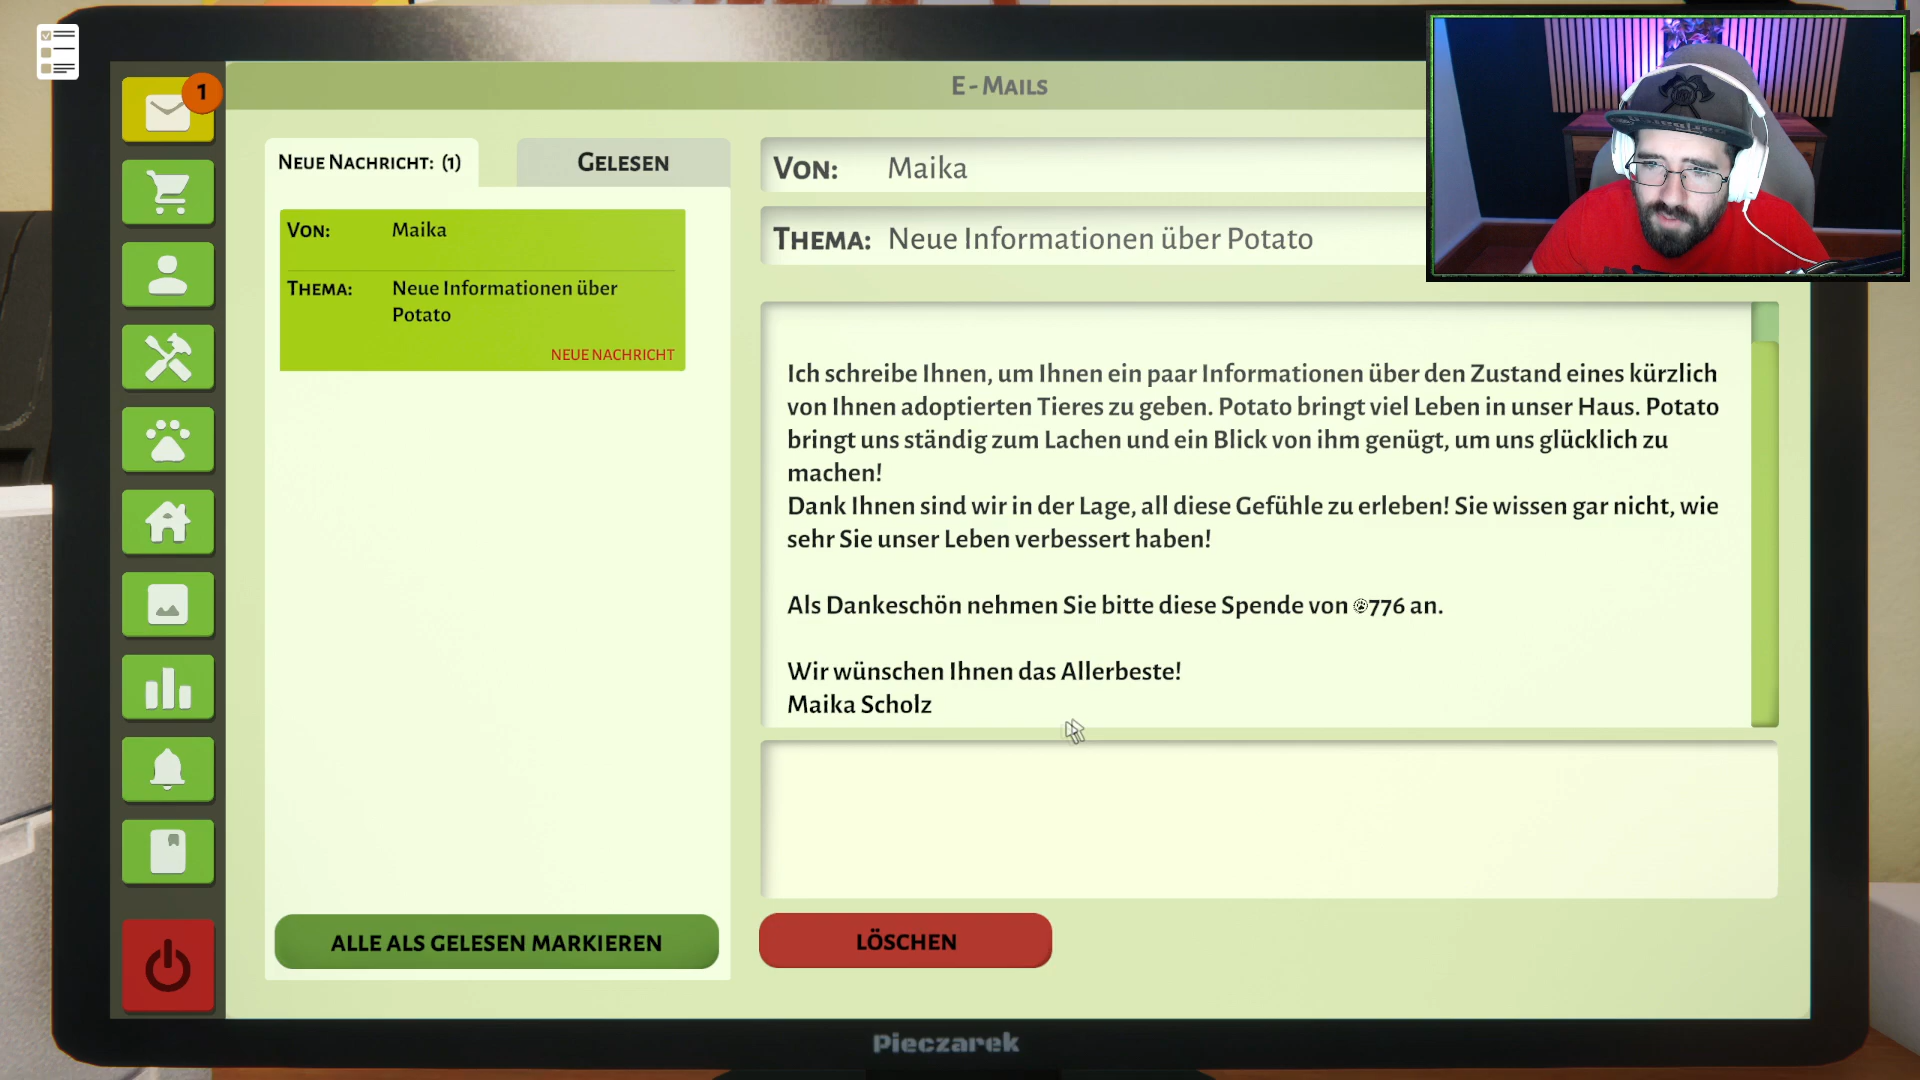 1
E-Mails
Neue Nachricht: (1)
Gelesen
Von: Maika
Thema: Neue Informationen über
Potato
NEUE NACHRICHT
ALLE ALS GELESEN MARKIEREN
Von: Maika
Thema: Neue Informationen über Potato
Ich schreibe Ihnen, um Ihnen ein paar Informationen über den Zustand eines kürzlich
von Ihnen adoptierten Tieres zu geben. Potato bringt viel Leben in unser Haus. Potato
bringt uns ständig zum Lachen und ein Blick von ihm genügt, um uns glücklich zu
machen!
Dank Ihnen sind wir in der Lage, all diese Gefühle zu erleben! Sie wissen gar nicht, wie
sehr Sie unser Leben verbessert haben!
Als Dankeschön nehmen Sie bitte diese Spende von 776 an.
Wir wünschen Ihnen das Allerbeste!
Maika Scholz
LÖSCHEN
Pieczarek